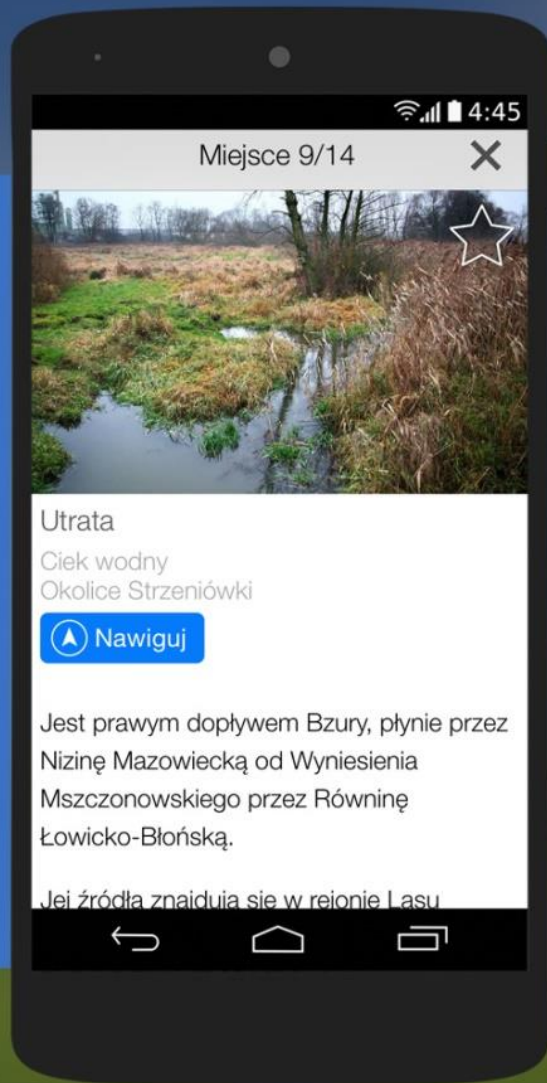 4:45
Miejsce 9/14
Utrata
Ciek wodny
Okolice Strzeniówki
Nawiguj
Jest prawym dopływem Bzury, płynie przez
Nizinę Mazowiecką od Wyniesienia
Mszczonowskiego przez Równinę
Łowicko-Błońską.
Jej źródła znajdują się w rejonie Lasu